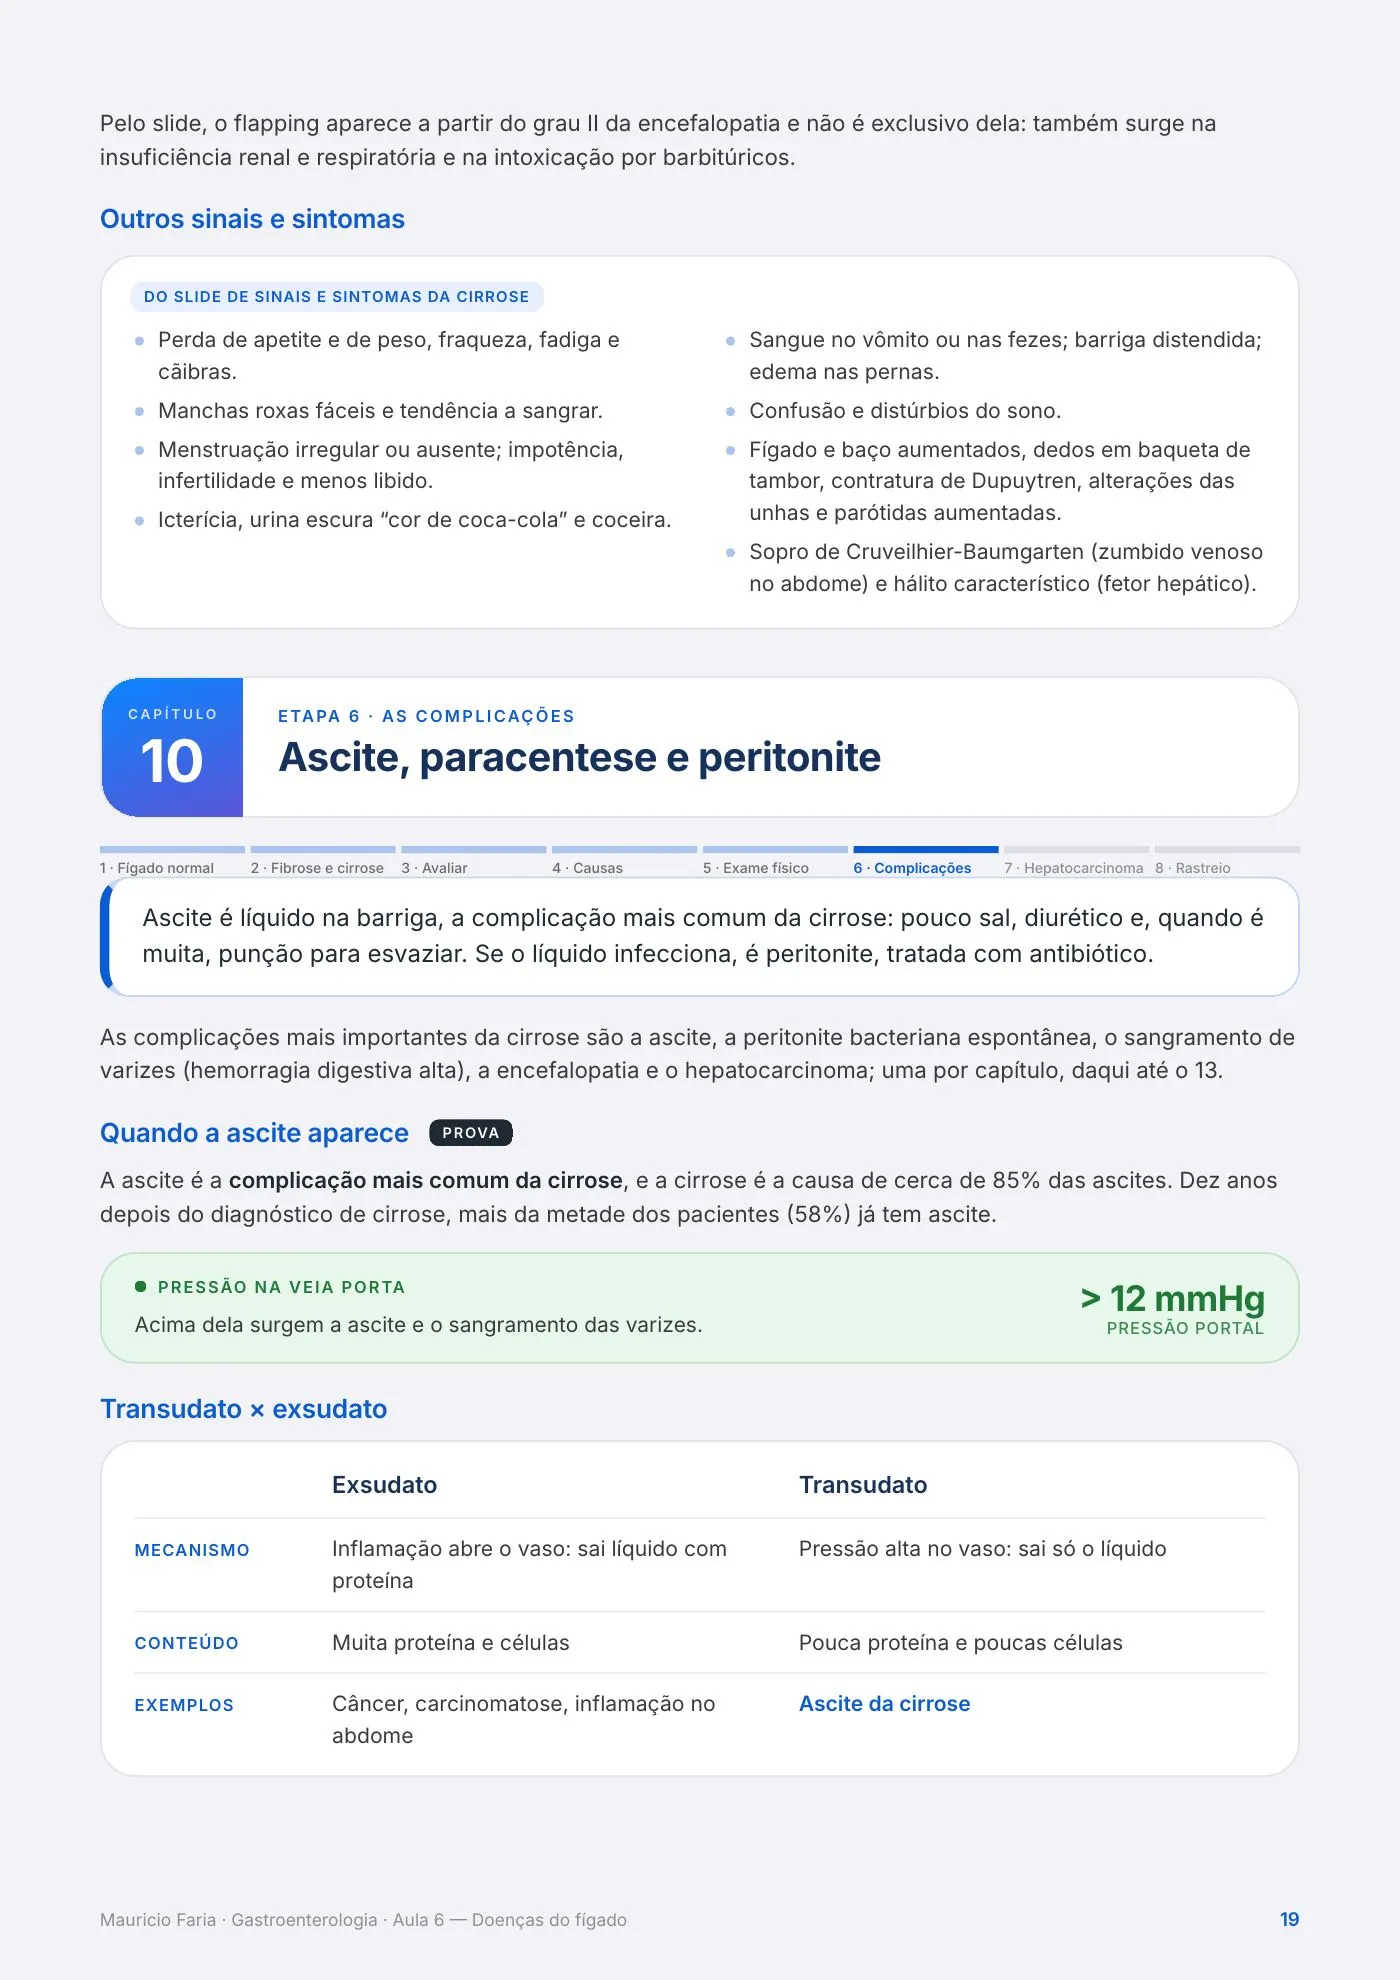 Pelo slide, o flapping aparece a partir do grau II da encefalopatia e não é exclusivo dela: também surge na
insuficiência renal e respiratória e na intoxicação por barbitúricos.
Outros sinais e sintomas
DO SLIDE DE SINAIS E SINTOMAS DA CIRROSE
Perda de apetite e de peso, fraqueza, fadiga e
cãibras.
Manchas roxas fáceis e tendência a sangrar.
Menstruação irregular ou ausente; impotência,
infertilidade e menos libido.
Icterícia, urina escura “cor de coca-cola” e coceira.
Sangue no vômito ou nas fezes; barriga distendida;
edema nas pernas.
Confusão e distúrbios do sono.
Fígado e baço aumentados, dedos em baqueta de
tambor, contratura de Dupuytren, alterações das
unhas e parótidas aumentadas.
Sopro de Cruveilhier-Baumgarten (zumbido venoso
no abdome) e hálito característico (fetor hepático).
CAPÍTULO
10
ETAPA 6 · AS COMPLICAÇÕES
Ascite, paracentese e peritonite
1 · Fígado normal 2 · Fibrose e cirrose 3 · Avaliar 4 · Causas 5 · Exame físico 6 · Complicações 7 · Hepatocarcinoma 8 · Rastreio
Ascite é líquido na barriga, a complicação mais comum da cirrose: pouco sal, diurético e, quando é
muita, punção para esvaziar. Se o líquido infecciona, é peritonite, tratada com antibiótico.
As complicações mais importantes da cirrose são a ascite, a peritonite bacteriana espontânea, o sangramento de
varizes (hemorragia digestiva alta), a encefalopatia e o hepatocarcinoma; uma por capítulo, daqui até o 13.
Quando a ascite aparece PROVA
A ascite é a complicação mais comum da cirrose, e a cirrose é a causa de cerca de 85% das ascites. Dez anos
depois do diagnóstico de cirrose, mais da metade dos pacientes (58%) já tem ascite.
PRESSÃO NA VEIA PORTA
Acima dela surgem a ascite e o sangramento das varizes.
> 12 mmHg
PRESSÃO PORTAL
Transudato × exsudato
Exsudato Transudato
MECANISMO Inflamação abre o vaso: sai líquido com Pressão alta no vaso: sai só o líquido
proteína
CONTEÚDO Muita proteína e células Pouca proteína e poucas células
EXEMPLOS Câncer, carcinomatose, inflamação no Ascite da cirrose
abdome
Mauricio Faria · Gastroenterologia · Aula 6 — Doenças do fígado 19